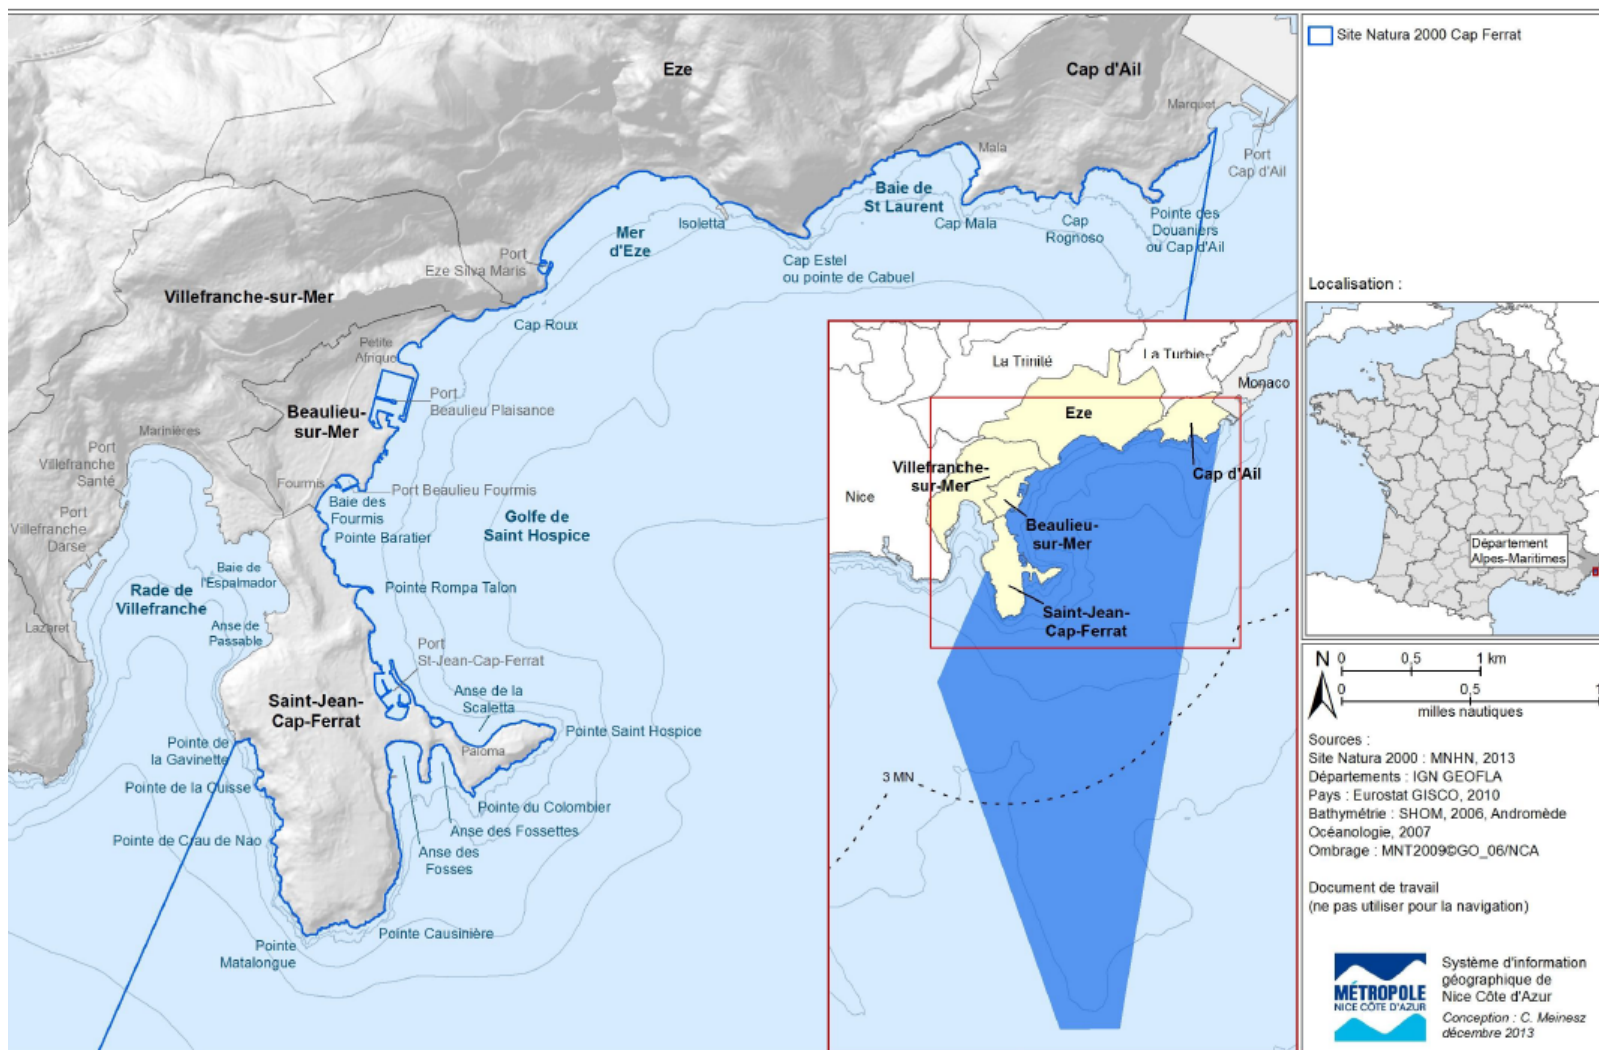 Eze
Cap d'Ail
Marquet
Port
Cap d'Ail
Mala
Baie de
St Laurent
Cap Mala
Cap
Rognoso
Pointe des
Douaniers
ou Cap d'Ail
Isoletta
Mer
d'Eze
Cap Estel
ou pointe de Cabuel
Port
Eze Silva Maris
Villefranche-sur-Mer
Cap Roux
Petite
Afrique
Port
Beaulieu Plaisance
Beaulieu-
sur-Mer
Marinières
Port
Villefranche
Santé
Fourmis
Port Beaulieu Fourmis
Baie des
Fourmis
Golfe de
Saint Hospice
Pointe Baratier
Port
Villefranche
Darse
Baie de
l'Espalmador
Rade de
Villefranche
Pointe Rompa Talon
Lazaret
Anse de
Passable
Port
St-Jean-Cap-Ferrat
Saint-Jean-
Cap-Ferrat
Anse de la
Scaletta
Pointe Saint Hospice
Paloma
Pointe de
la Gavinette
Pointe de la Cuisse
Pointe du Colombier
Anse des Fossettes
Pointe de Crau de Nao
Anse des
Fosses
Pointe Causinière
Pointe
Matalongue
La Trinité
La Turbie
Monaco
Eze
Cap d'Ail
Villefranche-
sur-Mer
Nice
Beaulieu-
sur-Mer
Saint-Jean-
Cap-Ferrat
3 MN
Site Natura 2000 Cap Ferrat
Localisation :
Département
Alpes-Maritimes
N 0 0,5 1 km
0 0,5 1
milles nautiques
Sources :
Site Natura 2000 : MNHN, 2013
Départements : IGN GEOFLA
Pays : Eurostat GISCO, 2010
Bathymétrie : SHOM, 2006, Andromède
Océanologie, 2007
Ombrage : MNT2009©GO_06/NCA
Document de travail
(ne pas utiliser pour la navigation)
MÉTROPOLE
NICE CÔTE D'AZUR
Système d'information
géographique de
Nice Côte d'Azur
Conception : C. Meinesz
décembre 2013